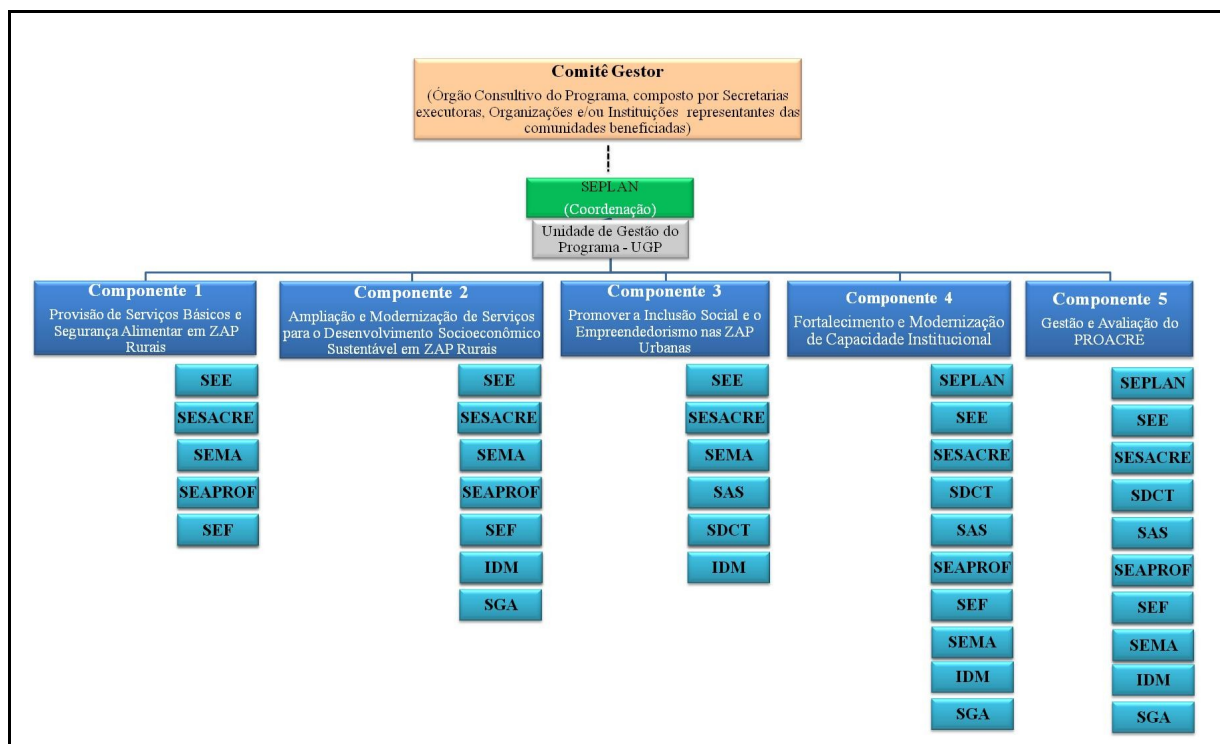 Comitê Gestor
(Órgão Consultivo do Programa, composto por Secretarias
executoras, Organizações e/ou Instituições representantes das
comunidades beneficiadas)
SEPLAN
(Coordenação)
Unidade de Gestão do
Programa - UGP
Componente 1
Provisão de Serviços Básicos e
Segurança Alimentar em ZAP
Rurais
SEE
SESACRE
SEMA
SEAPROF
SEF
Componente 2
Ampliação e Modernização de Serviços
para o Desenvolvimento Socioeconômico
Sustentável em ZAP Rurais
SEE
SESACRE
SEMA
SEAPROF
SEF
IDM
SGA
Componente 3
Promover a Inclusão Social e o
Empreendedorismo nas ZAP
Urbanas
SEE
SESACRE
SEMA
SAS
SDCT
IDM
Componente 4
Fortalecimento e Modernização
de Capacidade Institucional
SEPLAN
SEE
SESACRE
SDCT
SAS
SEAPROF
SEF
SEMA
IDM
SGA
Componente 5
Gestão e Avaliação do
PROACRE
SEPLAN
SEE
SESACRE
SDCT
SAS
SEAPROF
SEF
SEMA
IDM
SGA